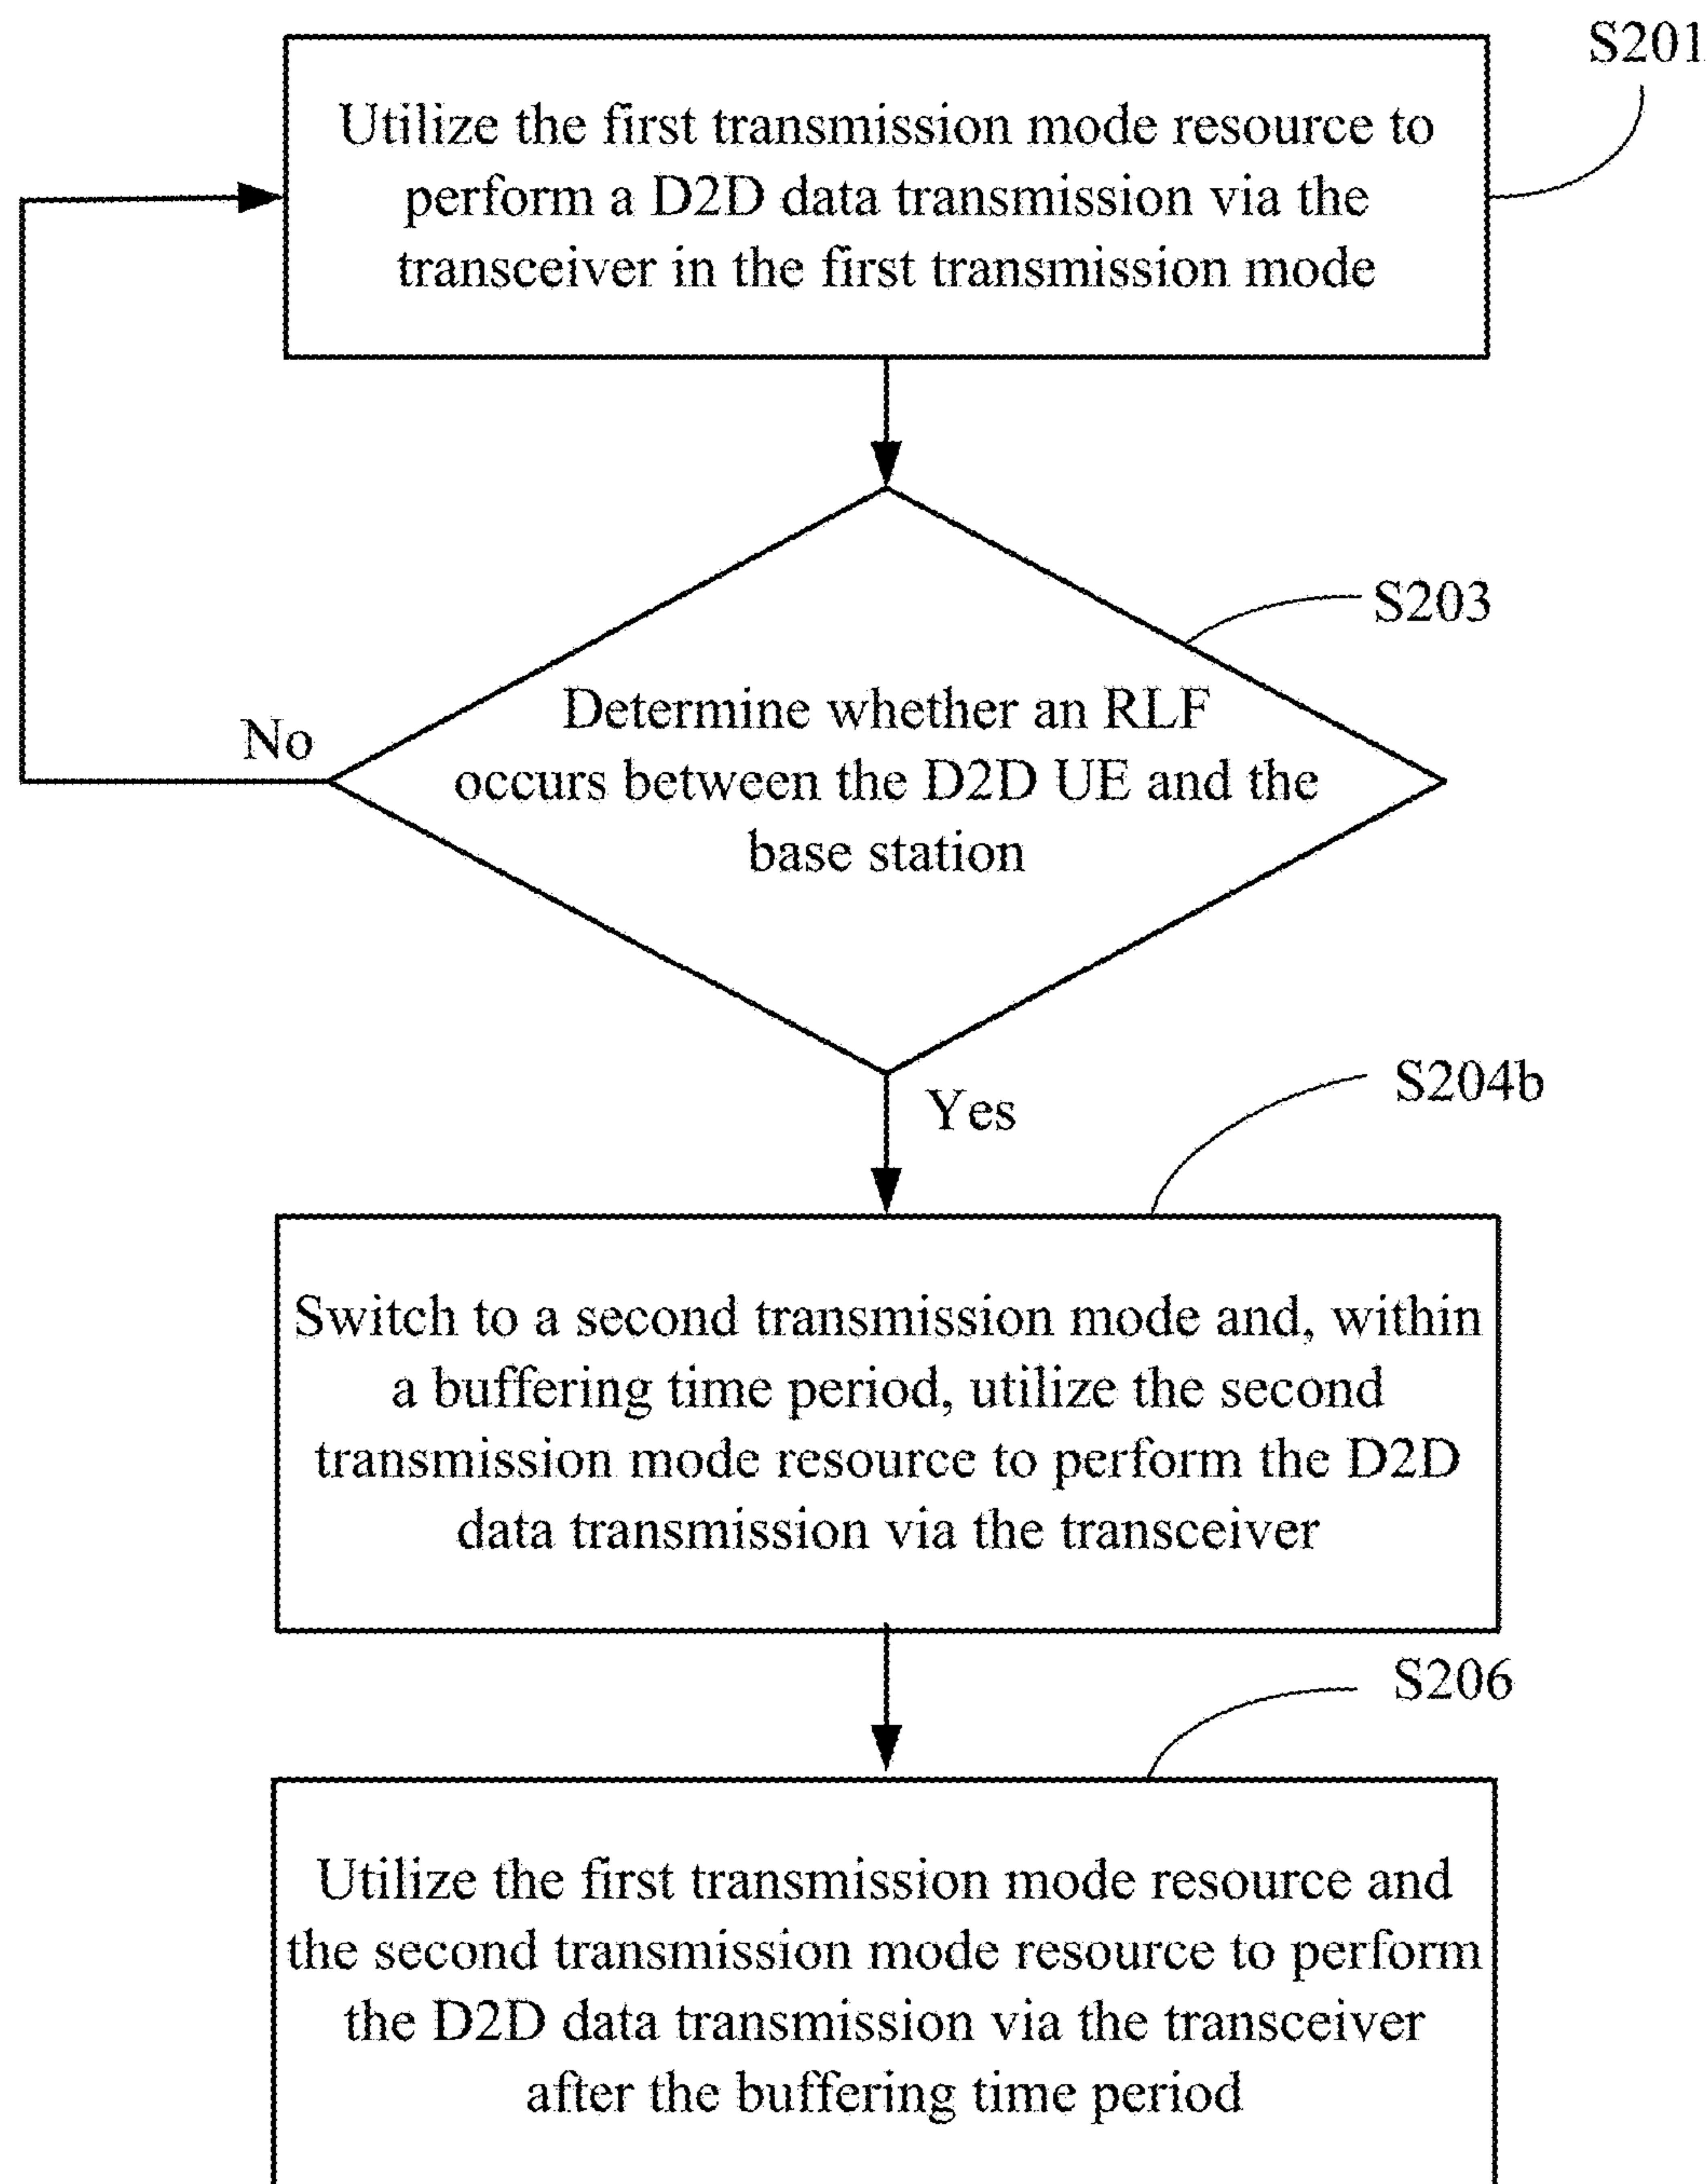 S201
Utilize the first transmission mode resource to
perform a D2D data transmission via the
transceiver in the first transmission mode
S203
Determine whether an RLF
occurs between the D2D UE and the
base station
No
Yes
S204b
Switch to a second transmission mode and, within
a buffering time period, utilize the second
transmission mode resource to perform the D2D
data transmission via the transceiver
S206
Utilize the first transmission mode resource and
the second transmission mode resource to perform
the D2D data transmission via the transceiver
after the buffering time period